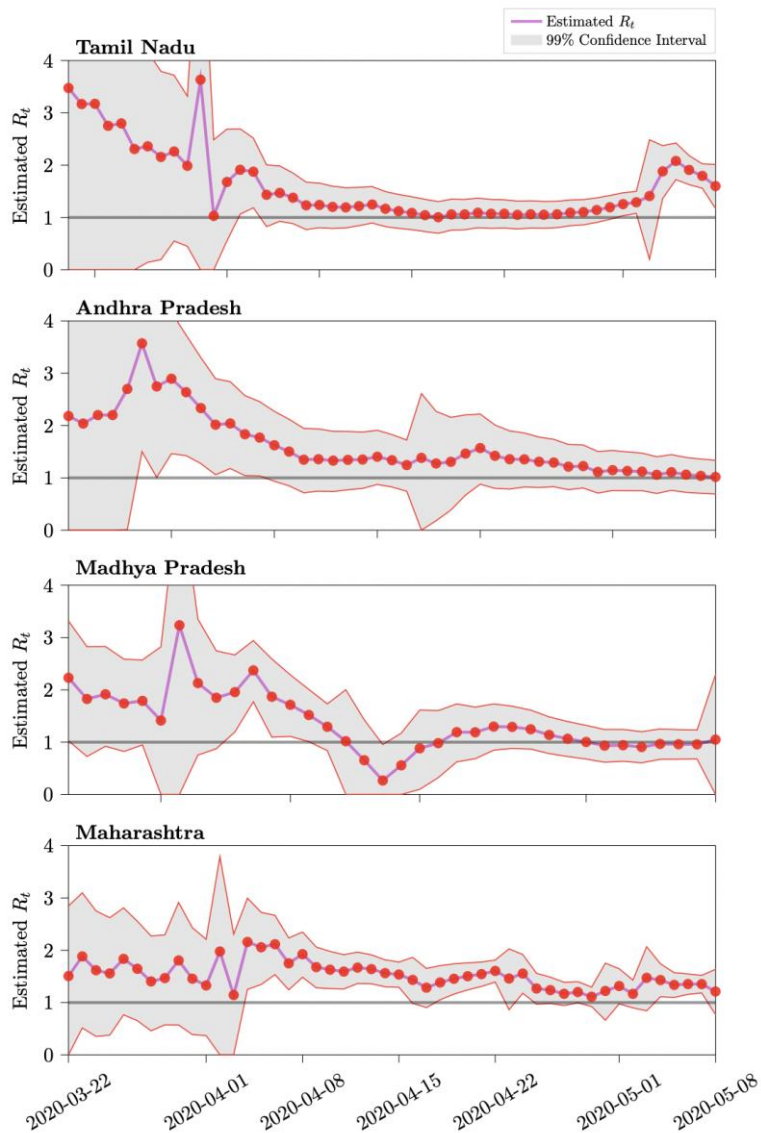 Estimated Rt
99% Confidence Interval
Tamil Nadu
Estimated Rt
4
3
2
1
0
Andhra Pradesh
Estimated Rt
4
3
2
1
0
Madhya Pradesh
Estimated Rt
4
3
2
1
0
Maharashtra
Estimated Rt
4
3
2
1
0
2020-03-22
2020-04-01
2020-04-08
2020-04-15
2020-04-22
2020-05-01
2020-05-08